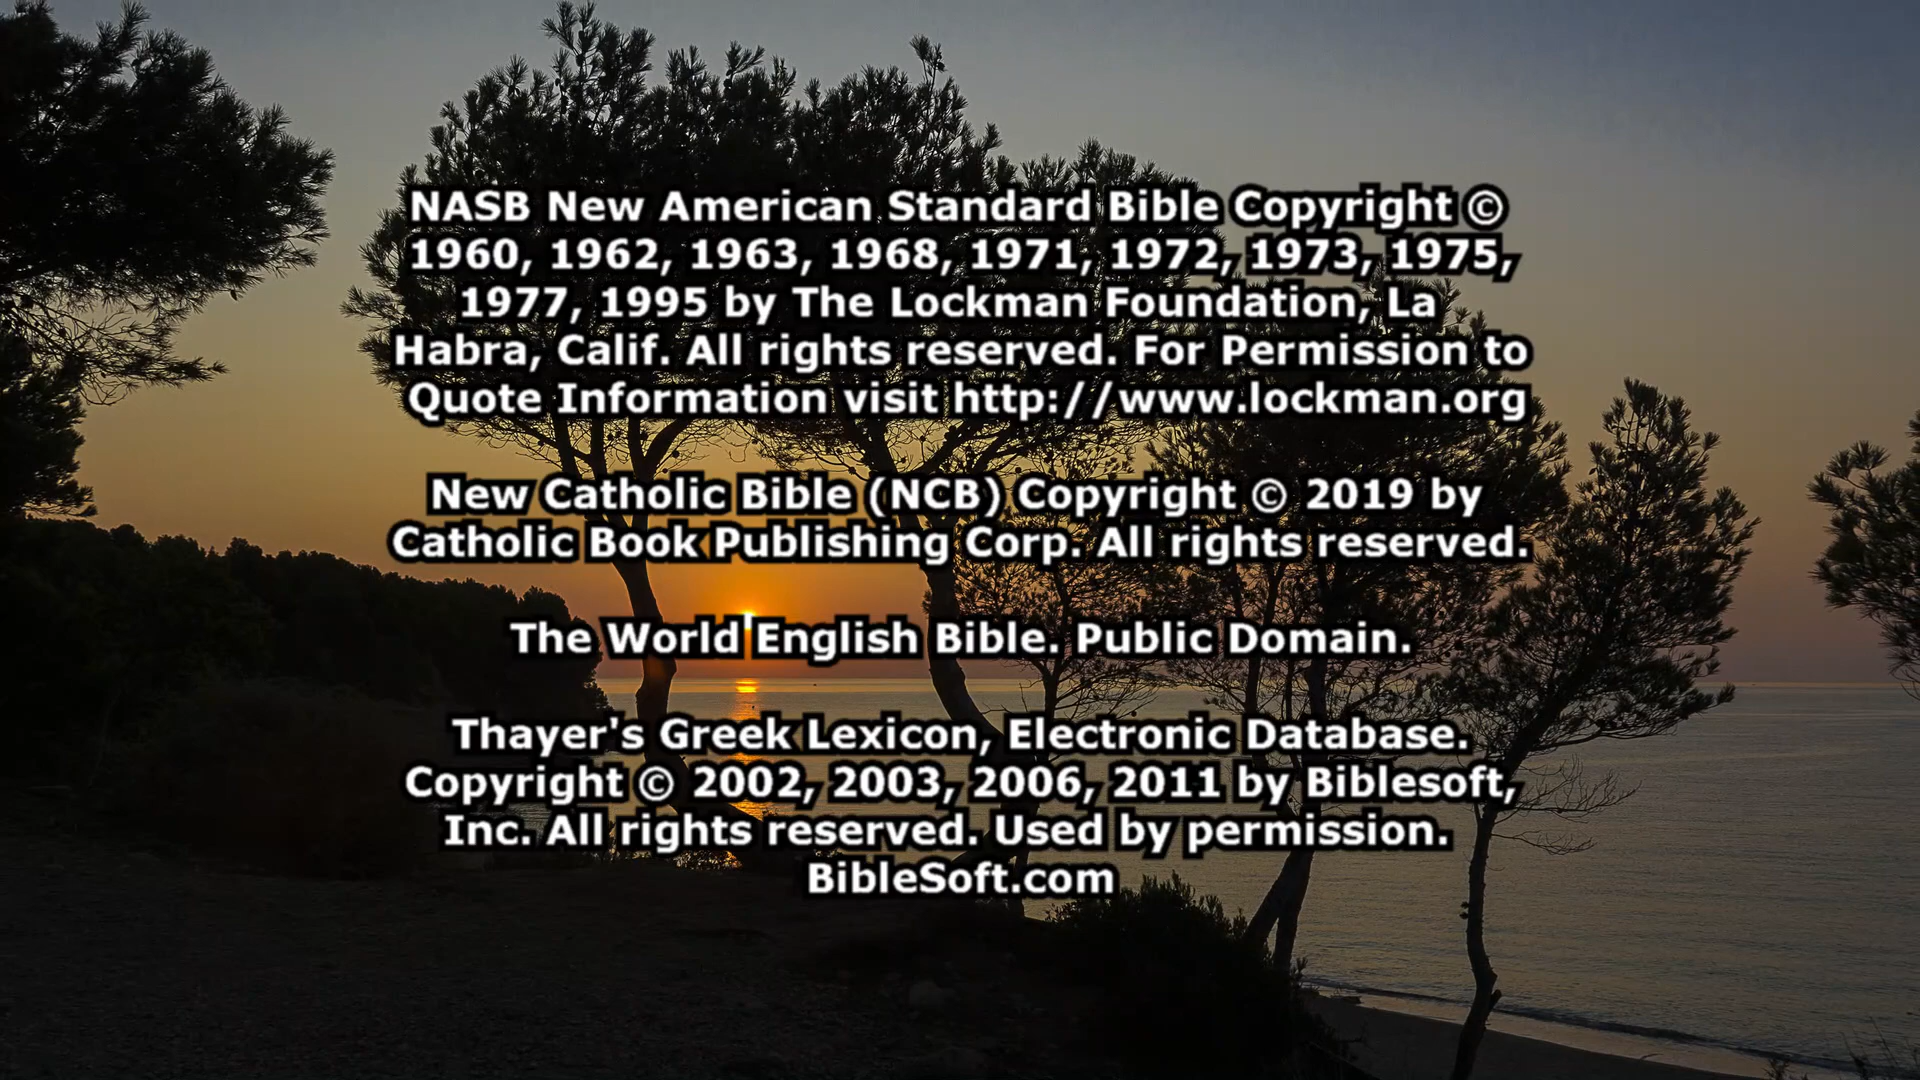 NASB New American Standard Bible Copyright ©
1960, 1962, 1963, 1968, 1971, 1972, 1973, 1975,
1977, 1995 by The Lockman Foundation, La
Habra, Calif. All rights reserved. For Permission to
Quote Information visit http://www.lockman.org
New Catholic Bible (NCB) Copyright © 2019 by
Catholic Book Publishing Corp. All rights reserved.
The World English Bible. Public Domain.
Thayer's Greek Lexicon, Electronic Database.
Copyright © 2002, 2003, 2006, 2011 by Biblesoft,
Inc. All rights reserved. Used by permission.
BibleSoft.com